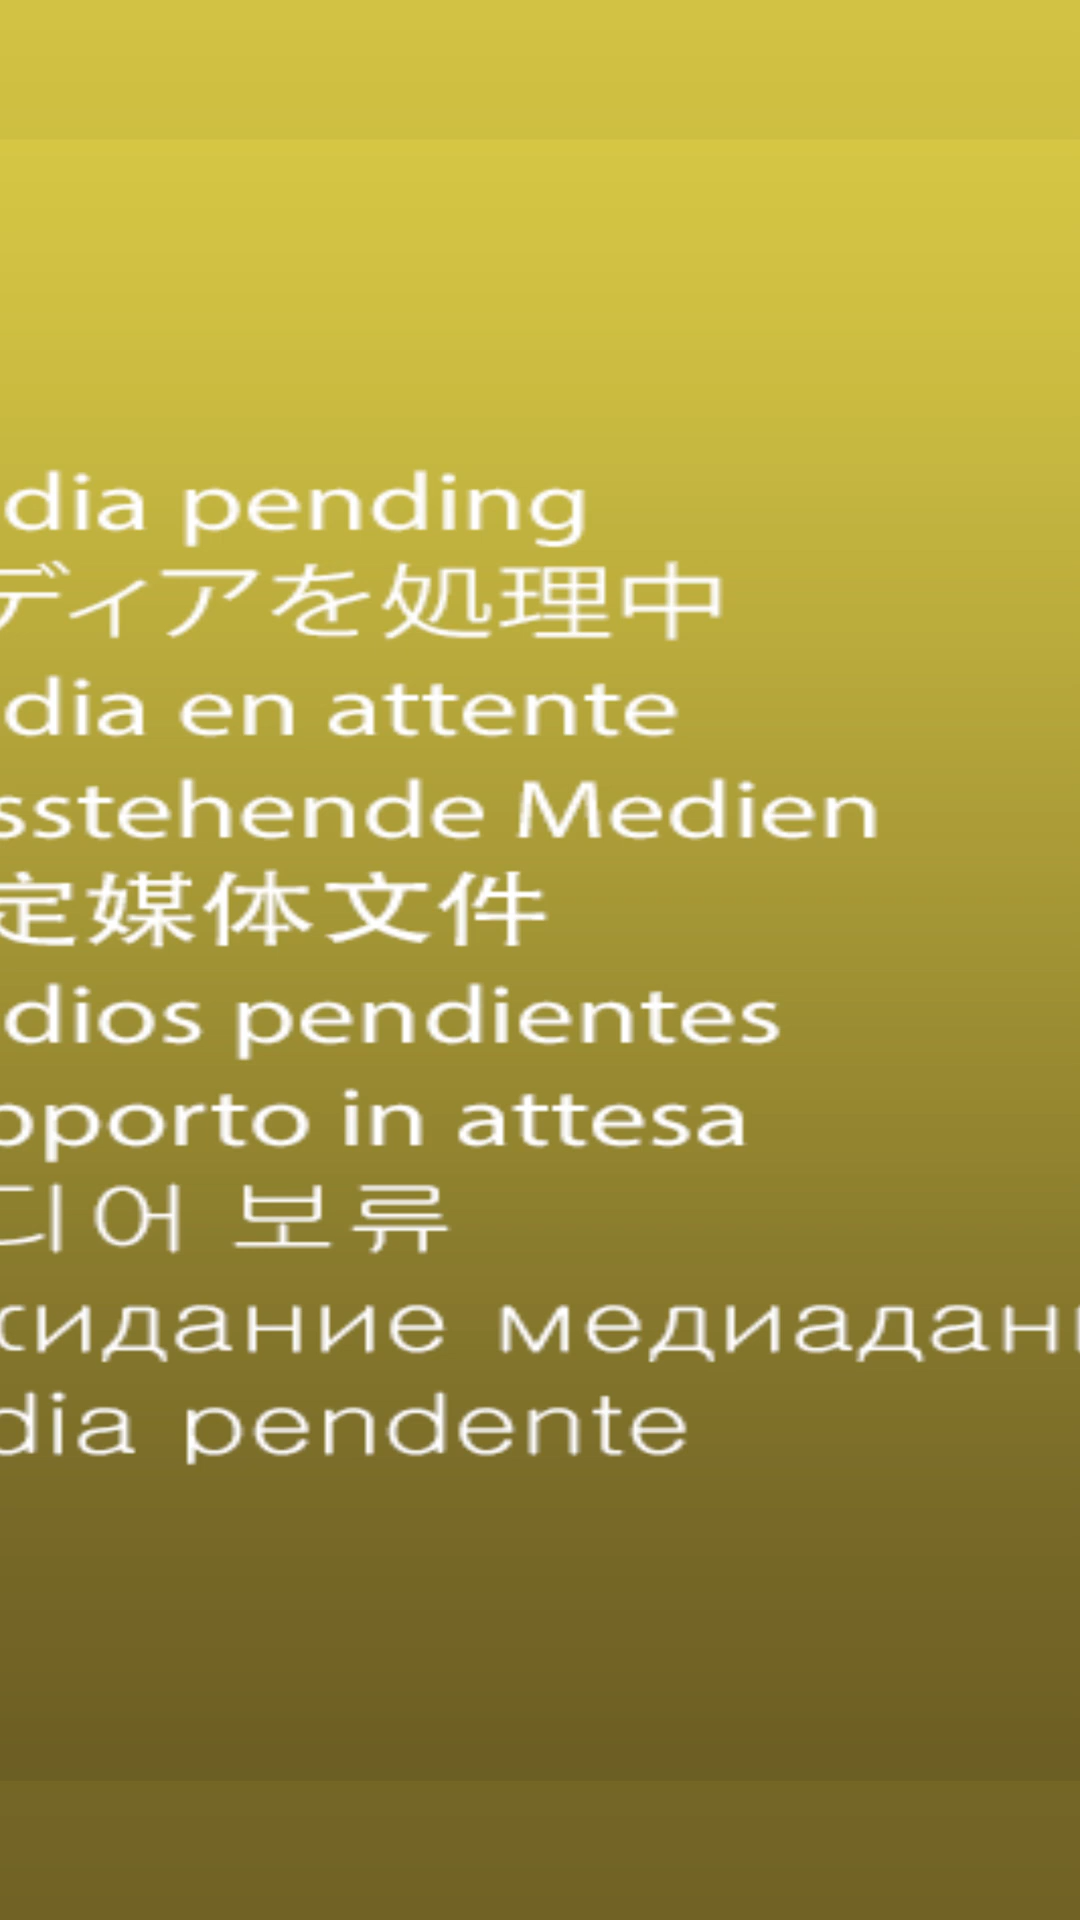 dia pending
ディアを処理中
dia en attente
sstehende Medien
定媒体文件
dios pendientes
pporto in attesa
디어 보류
жидание медиадан
dia pendente